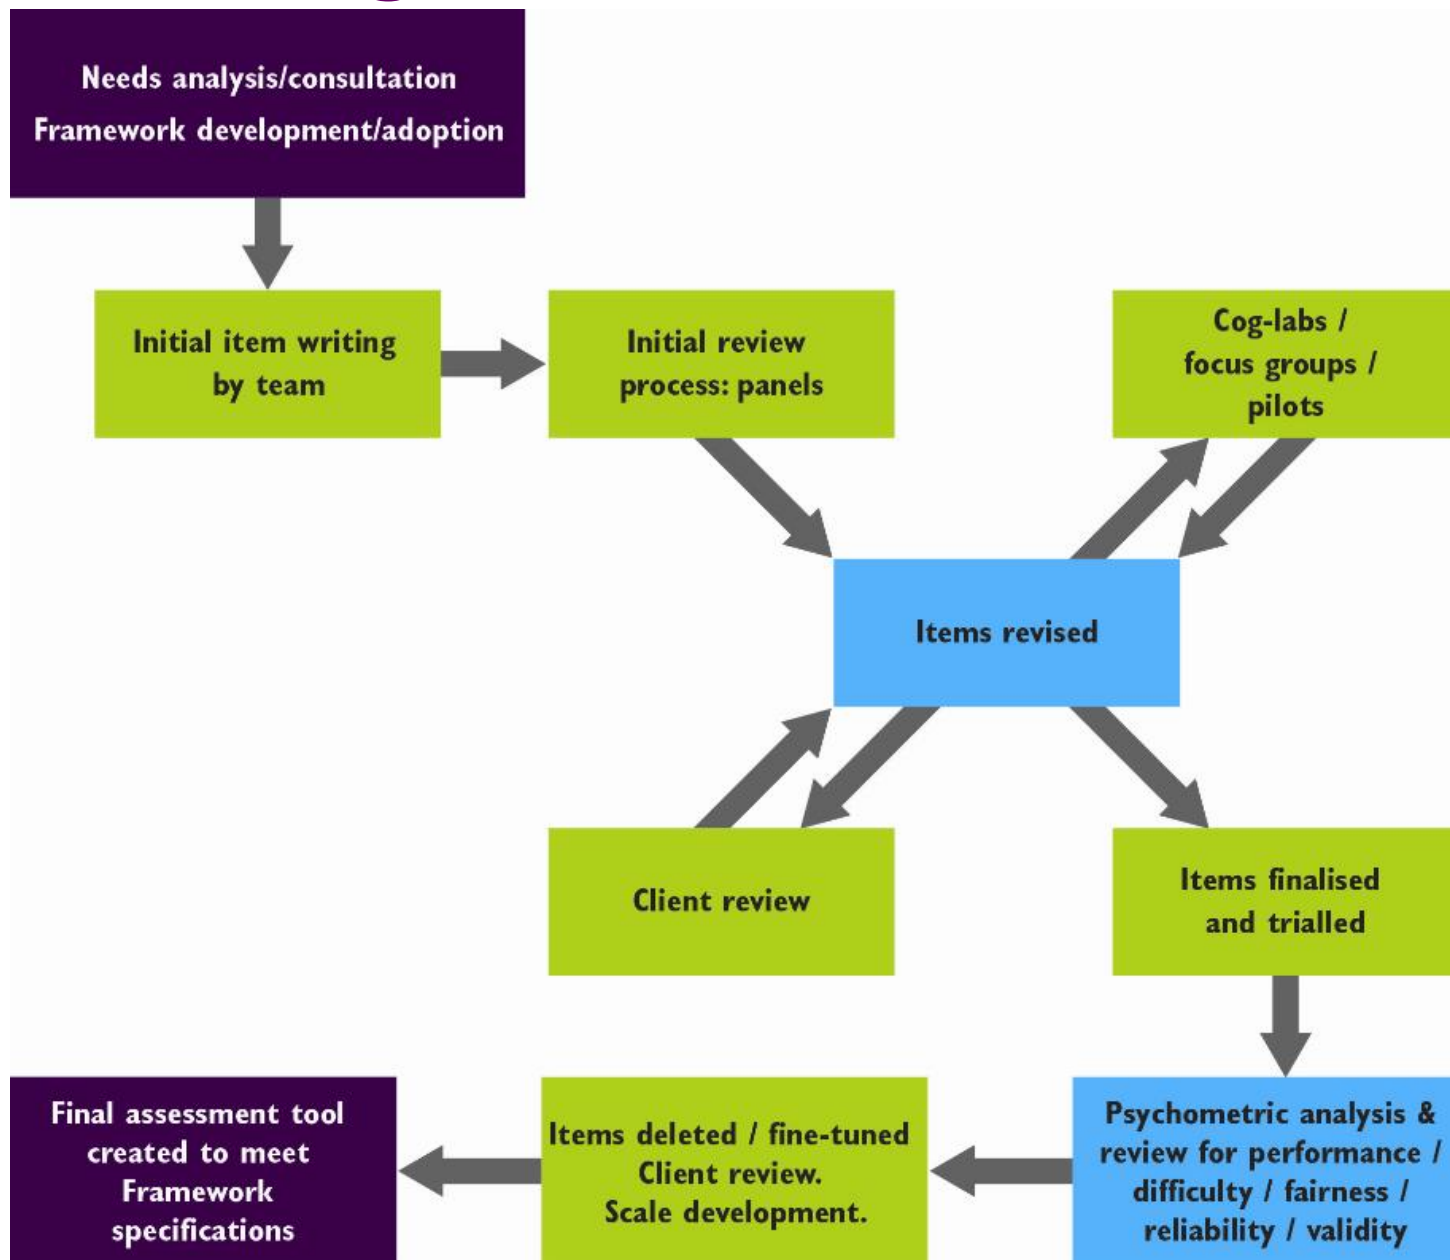 Needs analysis/consultation
Framework development/adoption
Initial item writing
by team
Initial review
process: panels
Cog-labs /
focus groups /
pilots
Items revised
Client review
Items finalised
and trialled
Final assessment tool
created to meet
Framework
specifications
Items deleted / fine-tuned
Client review.
Scale development.
Psychometric analysis &
review for performance /
difficulty / fairness /
reliability / validity